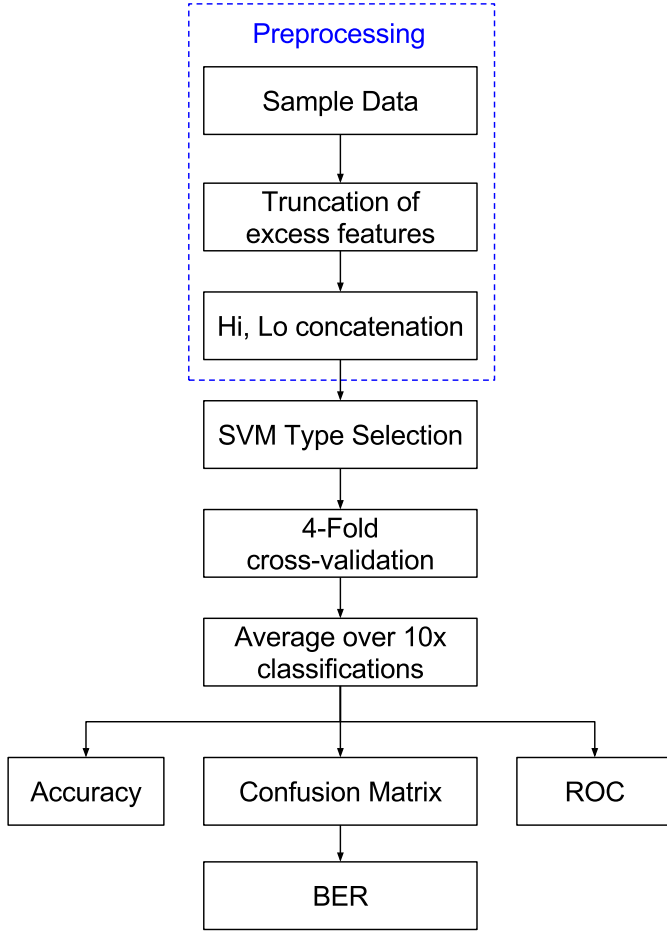 Preprocessing
Sample Data
Truncation of
excess features
Hi, Lo concatenation
SVM Type Selection
4-Fold
cross-validation
Average over 10x
classifications
Accuracy
Confusion Matrix
ROC
BER